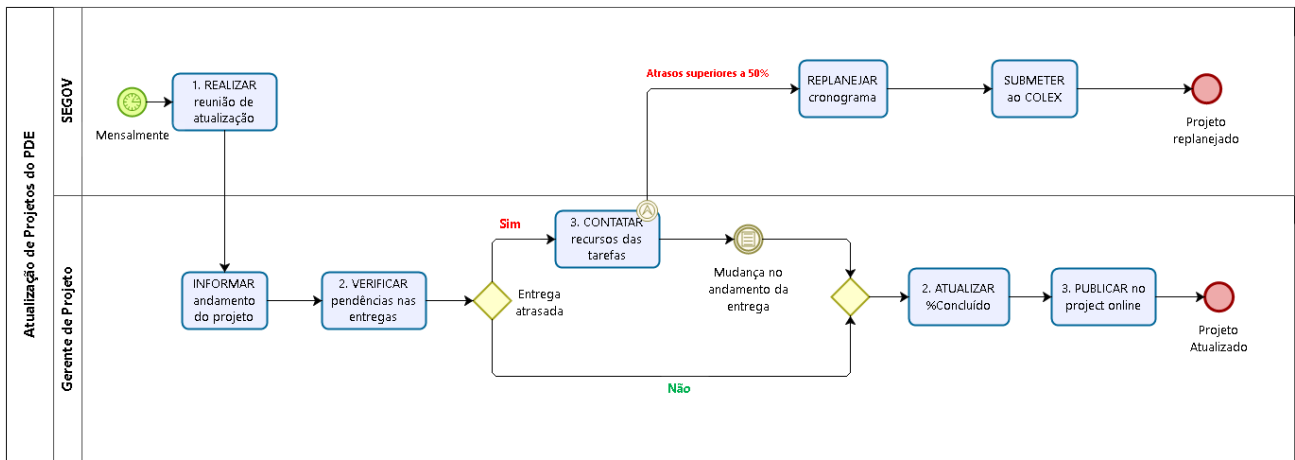 Atualização de Projetos do PDE
SEGOV
Mensalmente
1. REALIZAR
reunião de
atualização
Atrasos superiores a 50%
REPLANEJAR
cronograma
SUBMETER
ao COLEX
Projeto
replanejado
Gerente de Projeto
INFORMAR
andamento
do projeto
2. VERIFICAR
pendências nas
entregas
Entrega
atrasada
Sim
3. CONTATAR
recursos das
tarefas
A
Mudança no
andamento da
entrega
Não
2. ATUALIZAR
%Concluído
3. PUBLICAR no
project online
Projeto
Atualizado